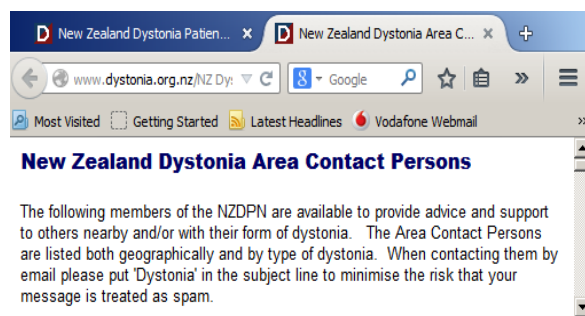 New Zealand Dystonia Patien...
New Zealand Dystonia Area C...
www.dystonia.org.nz/NZ Dy:
Google
Most Visited
Getting Started
Latest Headlines
Vodafone Webmail
New Zealand Dystonia Area Contact Persons
The following members of the NZDPN are available to provide advice and support
to others nearby and/or with their form of dystonia. The Area Contact Persons
are listed both geographically and by type of dystonia. When contacting them by
email please put 'Dystonia' in the subject line to minimise the risk that your
message is treated as spam.